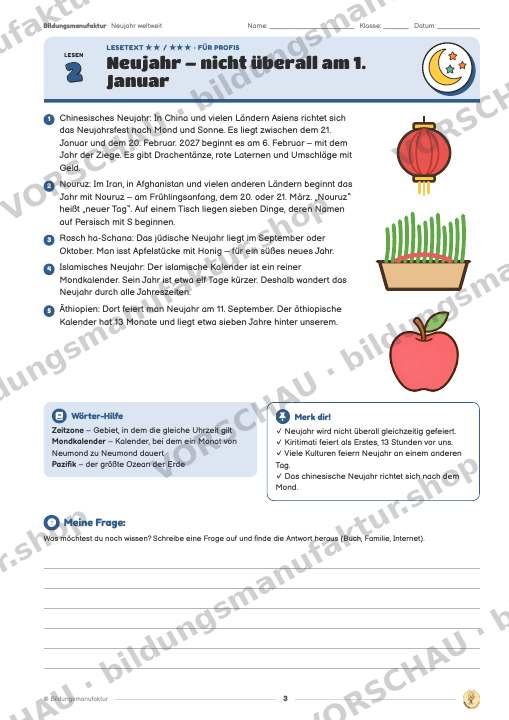 Bildungsmanufaktur · Neujahr weltweit
Name: Klasse: Datum:
LESEN
2
LESETEXT ★★ / ★★★ · FÜR PROFIS
Neujahr – nicht überall am 1.
Januar
1 Chinesisches Neujahr: In China und vielen Ländern Asiens richtet sich
das Neujahrsfest nach Mond und Sonne. Es liegt zwischen dem 21.
Januar und dem 20. Februar. 2027 beginnt es am 6. Februar – mit dem
Jahr der Ziege. Es gibt Drachentänze, rote Laternen und Umschläge mit
Geld.
2 Nouruz: Im Iran, in Afghanistan und vielen anderen Ländern beginnt das
Jahr mit Nouruz – am Frühlingsanfang, dem 20. oder 21. März. „Nouruz“
heißt „neuer Tag“. Auf einem Tisch liegen sieben Dinge, deren Namen
auf Persisch mit S beginnen.
3 Rosch ha-Schana: Das jüdische Neujahr liegt im September oder
Oktober. Man isst Apfelstücke mit Honig – für ein süßes neues Jahr.
4 Islamisches Neujahr: Der islamische Kalender ist ein reiner
Mondkalender. Sein Jahr ist etwa elf Tage kürzer. Deshalb wandert das
Neujahr durch alle Jahreszeiten.
5 Äthiopien: Dort feiert man Neujahr am 11. September. Der äthiopische
Kalender hat 13 Monate und liegt etwa sieben Jahre hinter unserem.
Wörter-Hilfe
Zeitzone – Gebiet, in dem die gleiche Uhrzeit gilt
Mondkalender – Kalender, bei dem ein Monat von
Neumond zu Neumond dauert
Pazifik – der größte Ozean der Erde
Merk dir!
✓ Neujahr wird nicht überall gleichzeitig gefeiert.
✓ Kiritimati feiert als Erstes, 13 Stunden vor uns.
✓ Viele Kulturen feiern Neujahr an einem anderen
Tag.
✓ Das chinesische Neujahr richtet sich nach dem
Mond.
Meine Frage:
Was möchtest du noch wissen? Schreibe eine Frage auf und finde die Antwort heraus (Buch, Familie, Internet).
© Bildungsmanufaktur
3
VORSCHAU · bildungsmanufaktur.shop